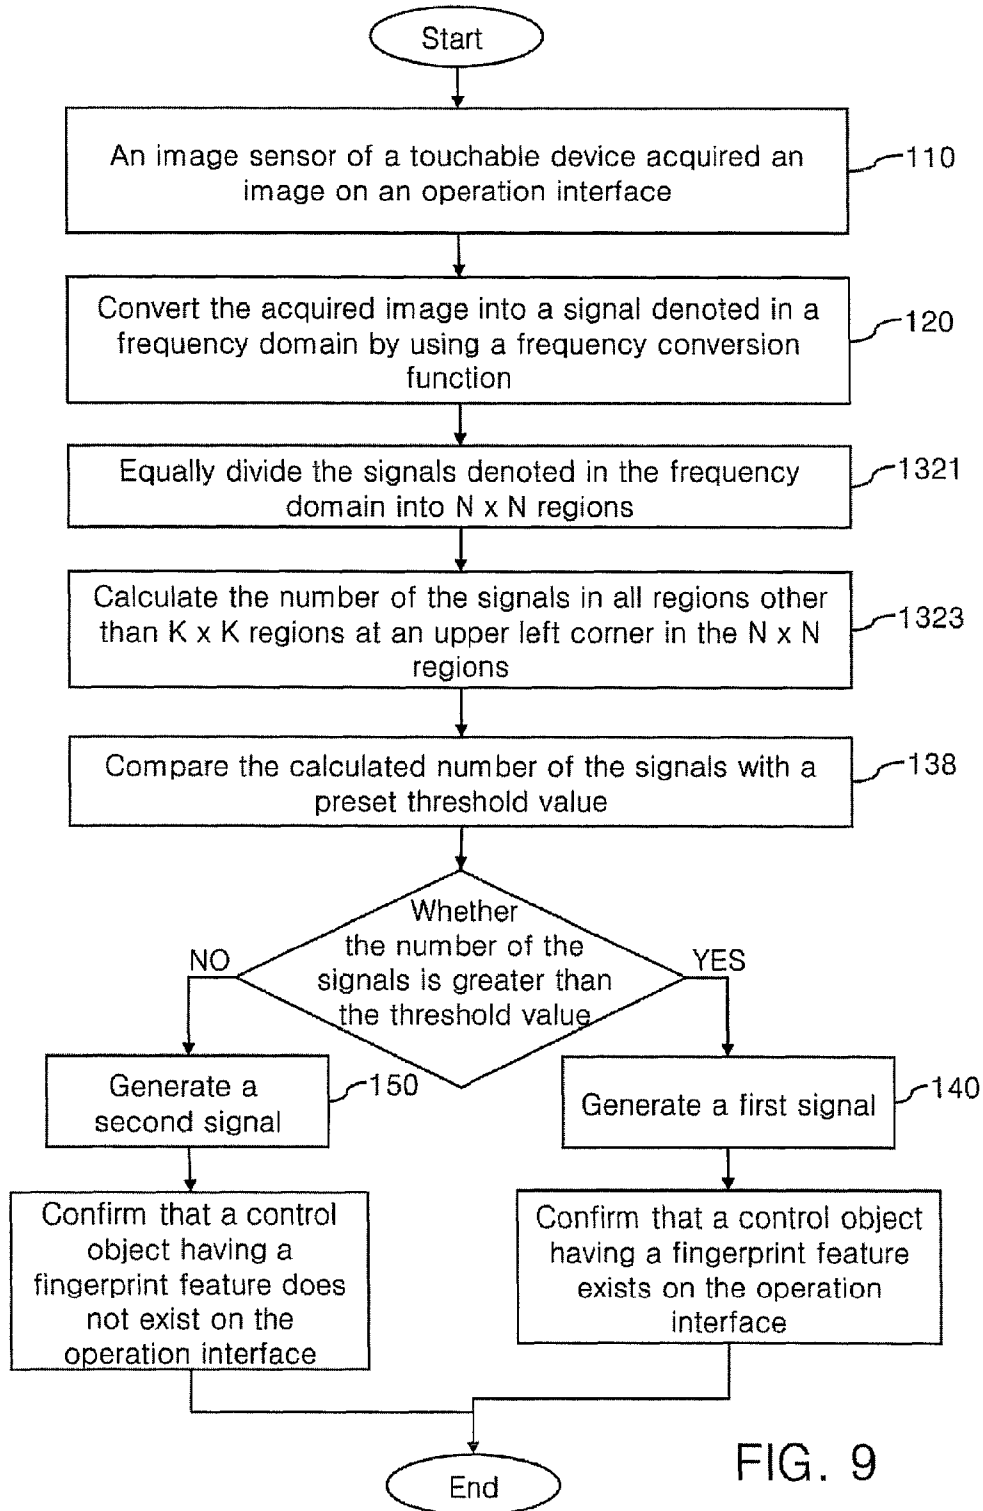 Start
An image sensor of a touchable device acquired an
image on an operation interface
110
Convert the acquired image into a signal denoted in a
frequency domain by using a frequency conversion
function
120
Equally divide the signals denoted in the frequency
domain into N x N regions
1321
Calculate the number of the signals in all regions other
than K x K regions at an upper left corner in the N x N
regions
1323
Compare the calculated number of the signals with a
preset threshold value
138
Whether
the number of the
signals is greater than
the threshold value
NO
YES
Generate a
second signal
150
Generate a first signal
140
Confirm that a control
object having a
fingerprint feature does
not exist on the
operation interface
Confirm that a control object
having a fingerprint feature
exists on the operation
interface
End
FIG. 9